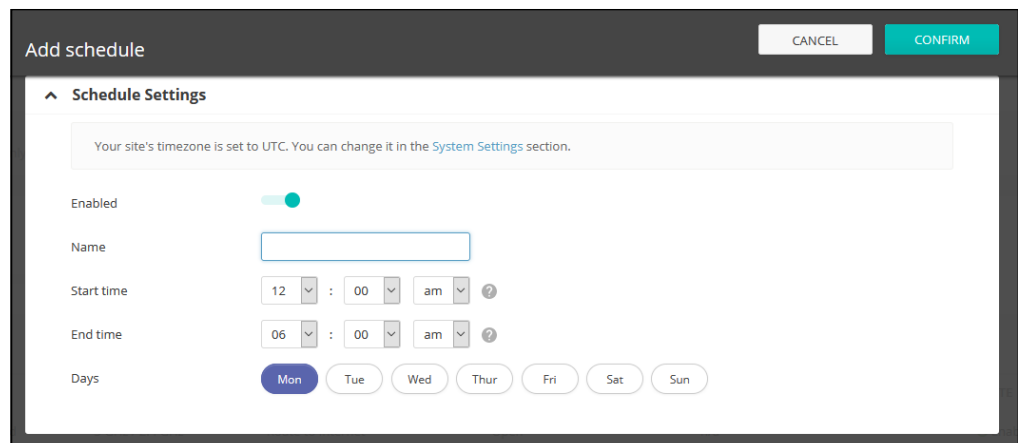 Add schedule
CANCEL
CONFIRM
Schedule Settings
Your site's timezone is set to UTC. You can change it in the System Settings section.
Enabled
Name
Start time 12 : 00 am ?
End time 06 : 00 am ?
Days Mon Tue Wed Thur Fri Sat Sun